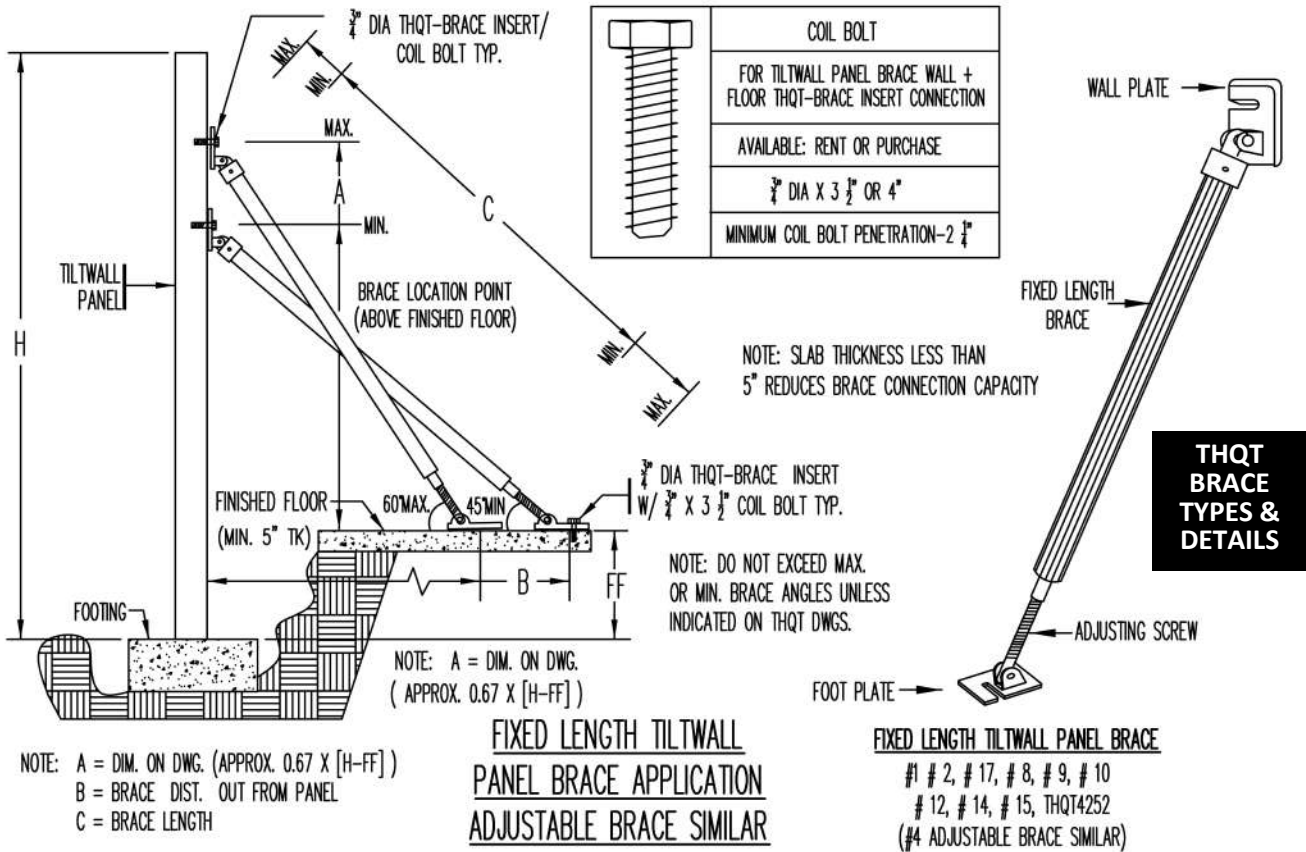 3/4" DIA THQT-BRACE INSERT/
COIL BOLT TYP.
MAX.
MIN.
MAX.
A
MIN.
C
TILTWALL
PANEL
H
BRACE LOCATION POINT
(ABOVE FINISHED FLOOR)
MIN.
MAX.
FINISHED FLOOR
(MIN. 5" TK)
60°MAX.
45°MIN
3/4" DIA THQT-BRACE INSERT
W/ 3/4" X 3 1/2" COIL BOLT TYP.
B
FF
FOOTING
NOTE: DO NOT EXCEED MAX.
OR MIN. BRACE ANGLES UNLESS
INDICATED ON THQT DWGS.
NOTE: A = DIM. ON DWG.
( APPROX. 0.67 X [H-FF] )
NOTE: A = DIM. ON DWG. (APPROX. 0.67 X [H-FF] )
B = BRACE DIST. OUT FROM PANEL
C = BRACE LENGTH
FIXED LENGTH TILTWALL
PANEL BRACE APPLICATION
ADJUSTABLE BRACE SIMILAR
COIL BOLT
FOR TILTWALL PANEL BRACE WALL +
FLOOR THQT-BRACE INSERT CONNECTION
AVAILABLE: RENT OR PURCHASE
3/4" DIA X 3 1/2" OR 4"
MINIMUM COIL BOLT PENETRATION-2 1/4"
NOTE: SLAB THICKNESS LESS THAN
5" REDUCES BRACE CONNECTION CAPACITY
WALL PLATE
FIXED LENGTH
BRACE
THQT
BRACE
TYPES &
DETAILS
ADJUSTING SCREW
FOOT PLATE
FIXED LENGTH TILTWALL PANEL BRACE
#1 # 2, # 17, # 8, # 9, # 10
# 12, # 14, # 15, THQT4252
(#4 ADJUSTABLE BRACE SIMILAR)